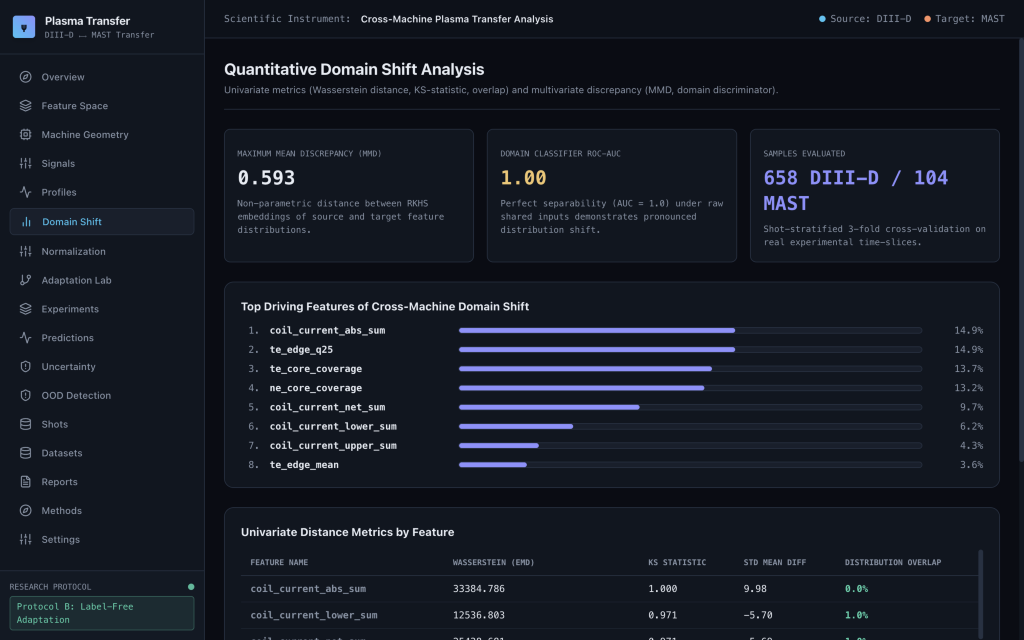 Plasma Transfer
DIII-D ↔ MAST Transfer
Scientific Instrument: Cross-Machine Plasma Transfer Analysis
Source: DIII-D
Target: MAST
Overview
Feature Space
Machine Geometry
Signals
Profiles
Domain Shift
Normalization
Adaptation Lab
Experiments
Predictions
Uncertainty
OOD Detection
Shots
Datasets
Reports
Methods
Settings
RESEARCH PROTOCOL
Protocol B: Label-Free
Adaptation
Quantitative Domain Shift Analysis
Univariate metrics (Wasserstein distance, KS-statistic, overlap) and multivariate discrepancy (MMD, domain discriminator).
MAXIMUM MEAN DISCREPANCY (MMD)
0.593
Non-parametric distance between RKHS
embeddings of source and target feature
distributions.
DOMAIN CLASSIFIER ROC-AUC
1.00
Perfect separability (AUC = 1.0) under raw
shared inputs demonstrates pronounced
distribution shift.
SAMPLES EVALUATED
658 DIII-D / 104
MAST
Shot-stratified 3-fold cross-validation on
real experimental time-slices.
Top Driving Features of Cross-Machine Domain Shift
1. coil_current_abs_sum 14.9%
2. te_edge_q25 14.9%
3. te_core_coverage 13.7%
4. ne_core_coverage 13.2%
5. coil_current_net_sum 9.7%
6. coil_current_lower_sum 6.2%
7. coil_current_upper_sum 4.3%
8. te_edge_mean 3.6%
Univariate Distance Metrics by Feature
FEATURE NAME WASSERSTEIN (EMD) KS STATISTIC STD MEAN DIFF DISTRIBUTION OVERLAP
coil_current_abs_sum 33384.786 1.000 9.98 0.0%
coil_current_lower_sum 12536.803 0.971 -5.70 1.0%